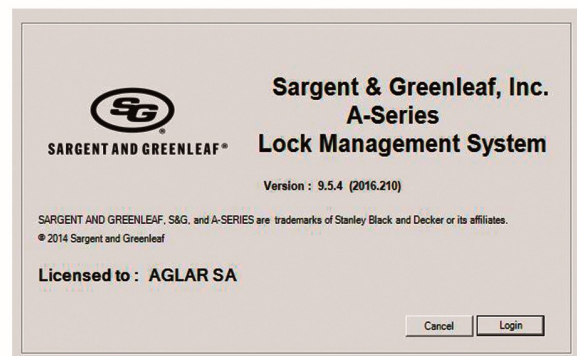 Sargent & Greenleaf, Inc.
A-Series
Lock Management System
SG®
SARGENT AND GREENLEAF®
Version : 9.5.4 (2016.210)
SARGENT AND GREENLEAF, S&G, and A-SERIES are trademarks of Stanley Black and Decker or its affiliates.
© 2014 Sargent and Greenleaf
Licensed to : AGLAR SA
Cancel
Login